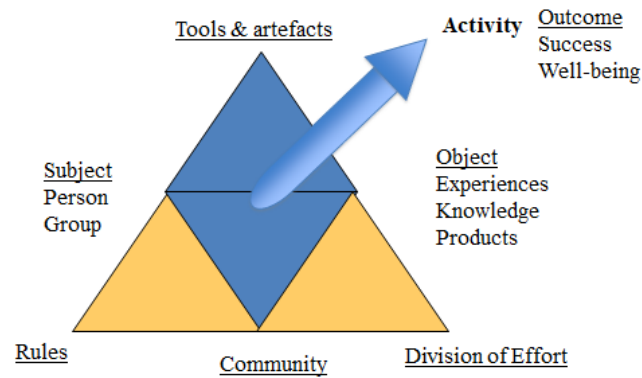 Tools & artefacts
Activity
Outcome
Success
Well-being
Subject
Person
Group
Object
Experiences
Knowledge
Products
Rules
Community
Division of Effort